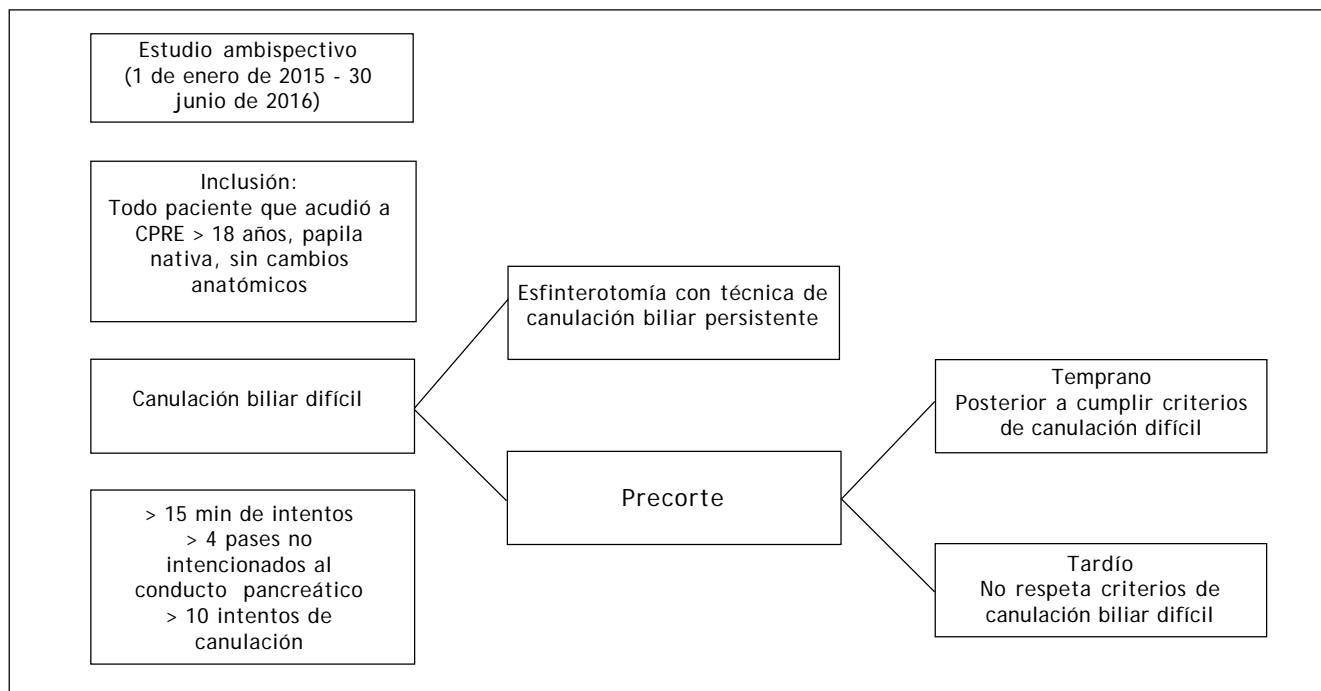 Estudio ambispectivo
(1 de enero de 2015 - 30
junio de 2016)
Inclusión:
Todo paciente que acudió a
CPRE > 18 años, papila
nativa, sin cambios
anatómicos
Canulación biliar difícil
> 15 min de intentos
> 4 pases no
intencionados al
conducto pancreático
> 10 intentos de
canulación
Esfinterotomía con técnica de
canulación biliar persistente
Precorte
Temprano
Posterior a cumplir criterios
de canulación difícil
Tardío
No respeta criterios de
canulación biliar difícil